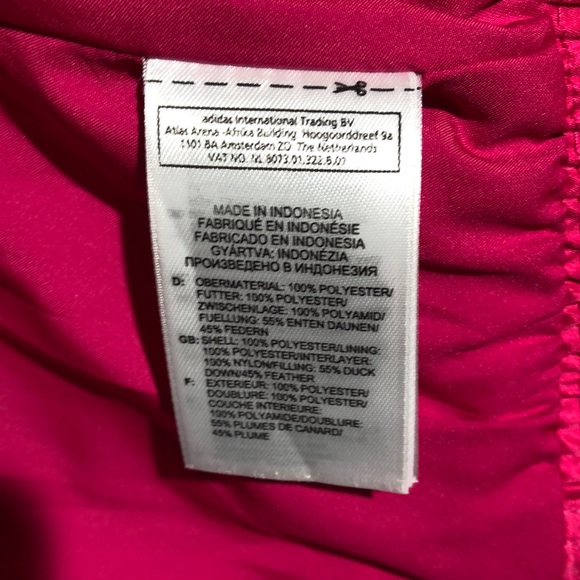 adidas International Trading BV
Atlas Arena -Afrika Building Hoogoorddreef 9a
1101 BA Amsterdam ZO The Netherlands
VAT NO. NL 8073.01.322.B.01
MADE IN INDONESIA
FABRIQUÉ EN INDONÉSIE
FABRICADO EN INDONESIA
GYÁRTVA: INDONÉZIA
ПРОИЗВЕДЕНО В ИНДОНЕЗИЯ
D: OBERMATERIAL: 100% POLYESTER/
FUTTER: 100% POLYESTER/
ZWISCHENLAGE: 100% POLYAMID/
FUELLUNG: 55% ENTEN DAUNEN/
45% FEDERN
GB: SHELL: 100% POLYESTER/LINING:
100% POLYESTER/INTERLAYER:
100% NYLON/FILLING: 55% DUCK
DOWN/45% FEATHER
F: EXTERIEUR: 100% POLYESTER/
DOUBLURE: 100% POLYESTER/
COUCHE INTERIEURE:
100% POLYAMIDE/DOUBLURE:
55% PLUMES DE CANARD/
45% PLUME